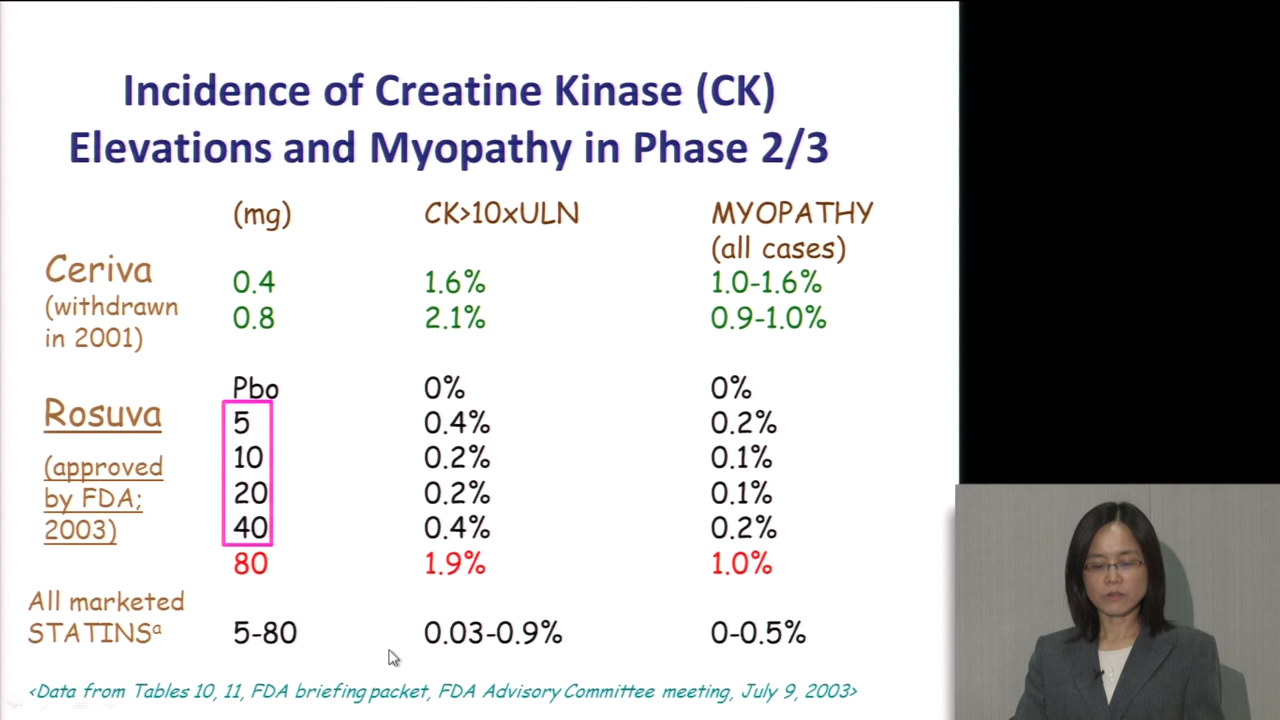 Incidence of Creatine Kinase (CK)
Elevations and Myopathy in Phase 2/3
(mg) CK>10xULN MYOPATHY
(all cases)
Ceriva
(withdrawn
in 2001)
0.4 1.6% 1.0-1.6%
0.8 2.1% 0.9-1.0%
Pbo 0% 0%
Rosuva
(approved
by FDA;
2003)
5 0.4% 0.2%
10 0.2% 0.1%
20 0.2% 0.1%
40 0.4% 0.2%
80 1.9% 1.0%
All marketed
STATINSᵃ 5-80 0.03-0.9% 0-0.5%
<Data from Tables 10, 11, FDA briefing packet, FDA Advisory Committee meeting, July 9, 2003>